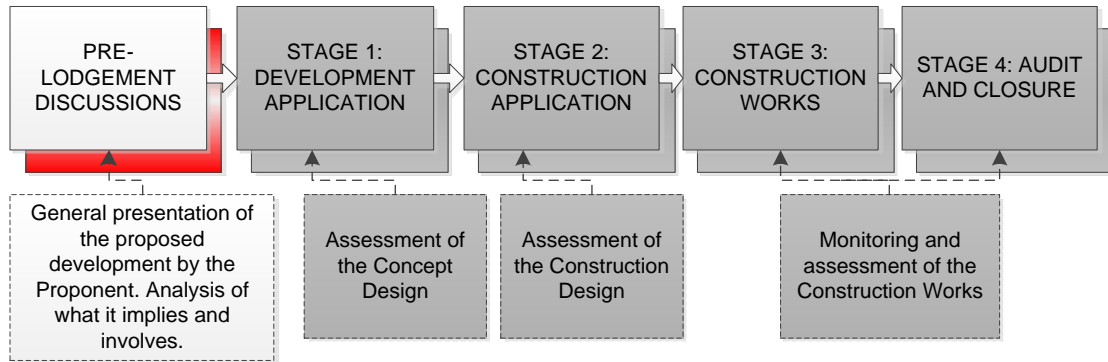 PRE-
LODGEMENT
DISCUSSIONS
STAGE 1:
DEVELOPMENT
APPLICATION
STAGE 2:
CONSTRUCTION
APPLICATION
STAGE 3:
CONSTRUCTION
WORKS
STAGE 4: AUDIT
AND CLOSURE
General presentation of
the proposed
development by the
Proponent. Analysis of
what it implies and
involves.
Assessment of
the Concept
Design
Assessment of
the Construction
Design
Monitoring and
assessment of the
Construction Works